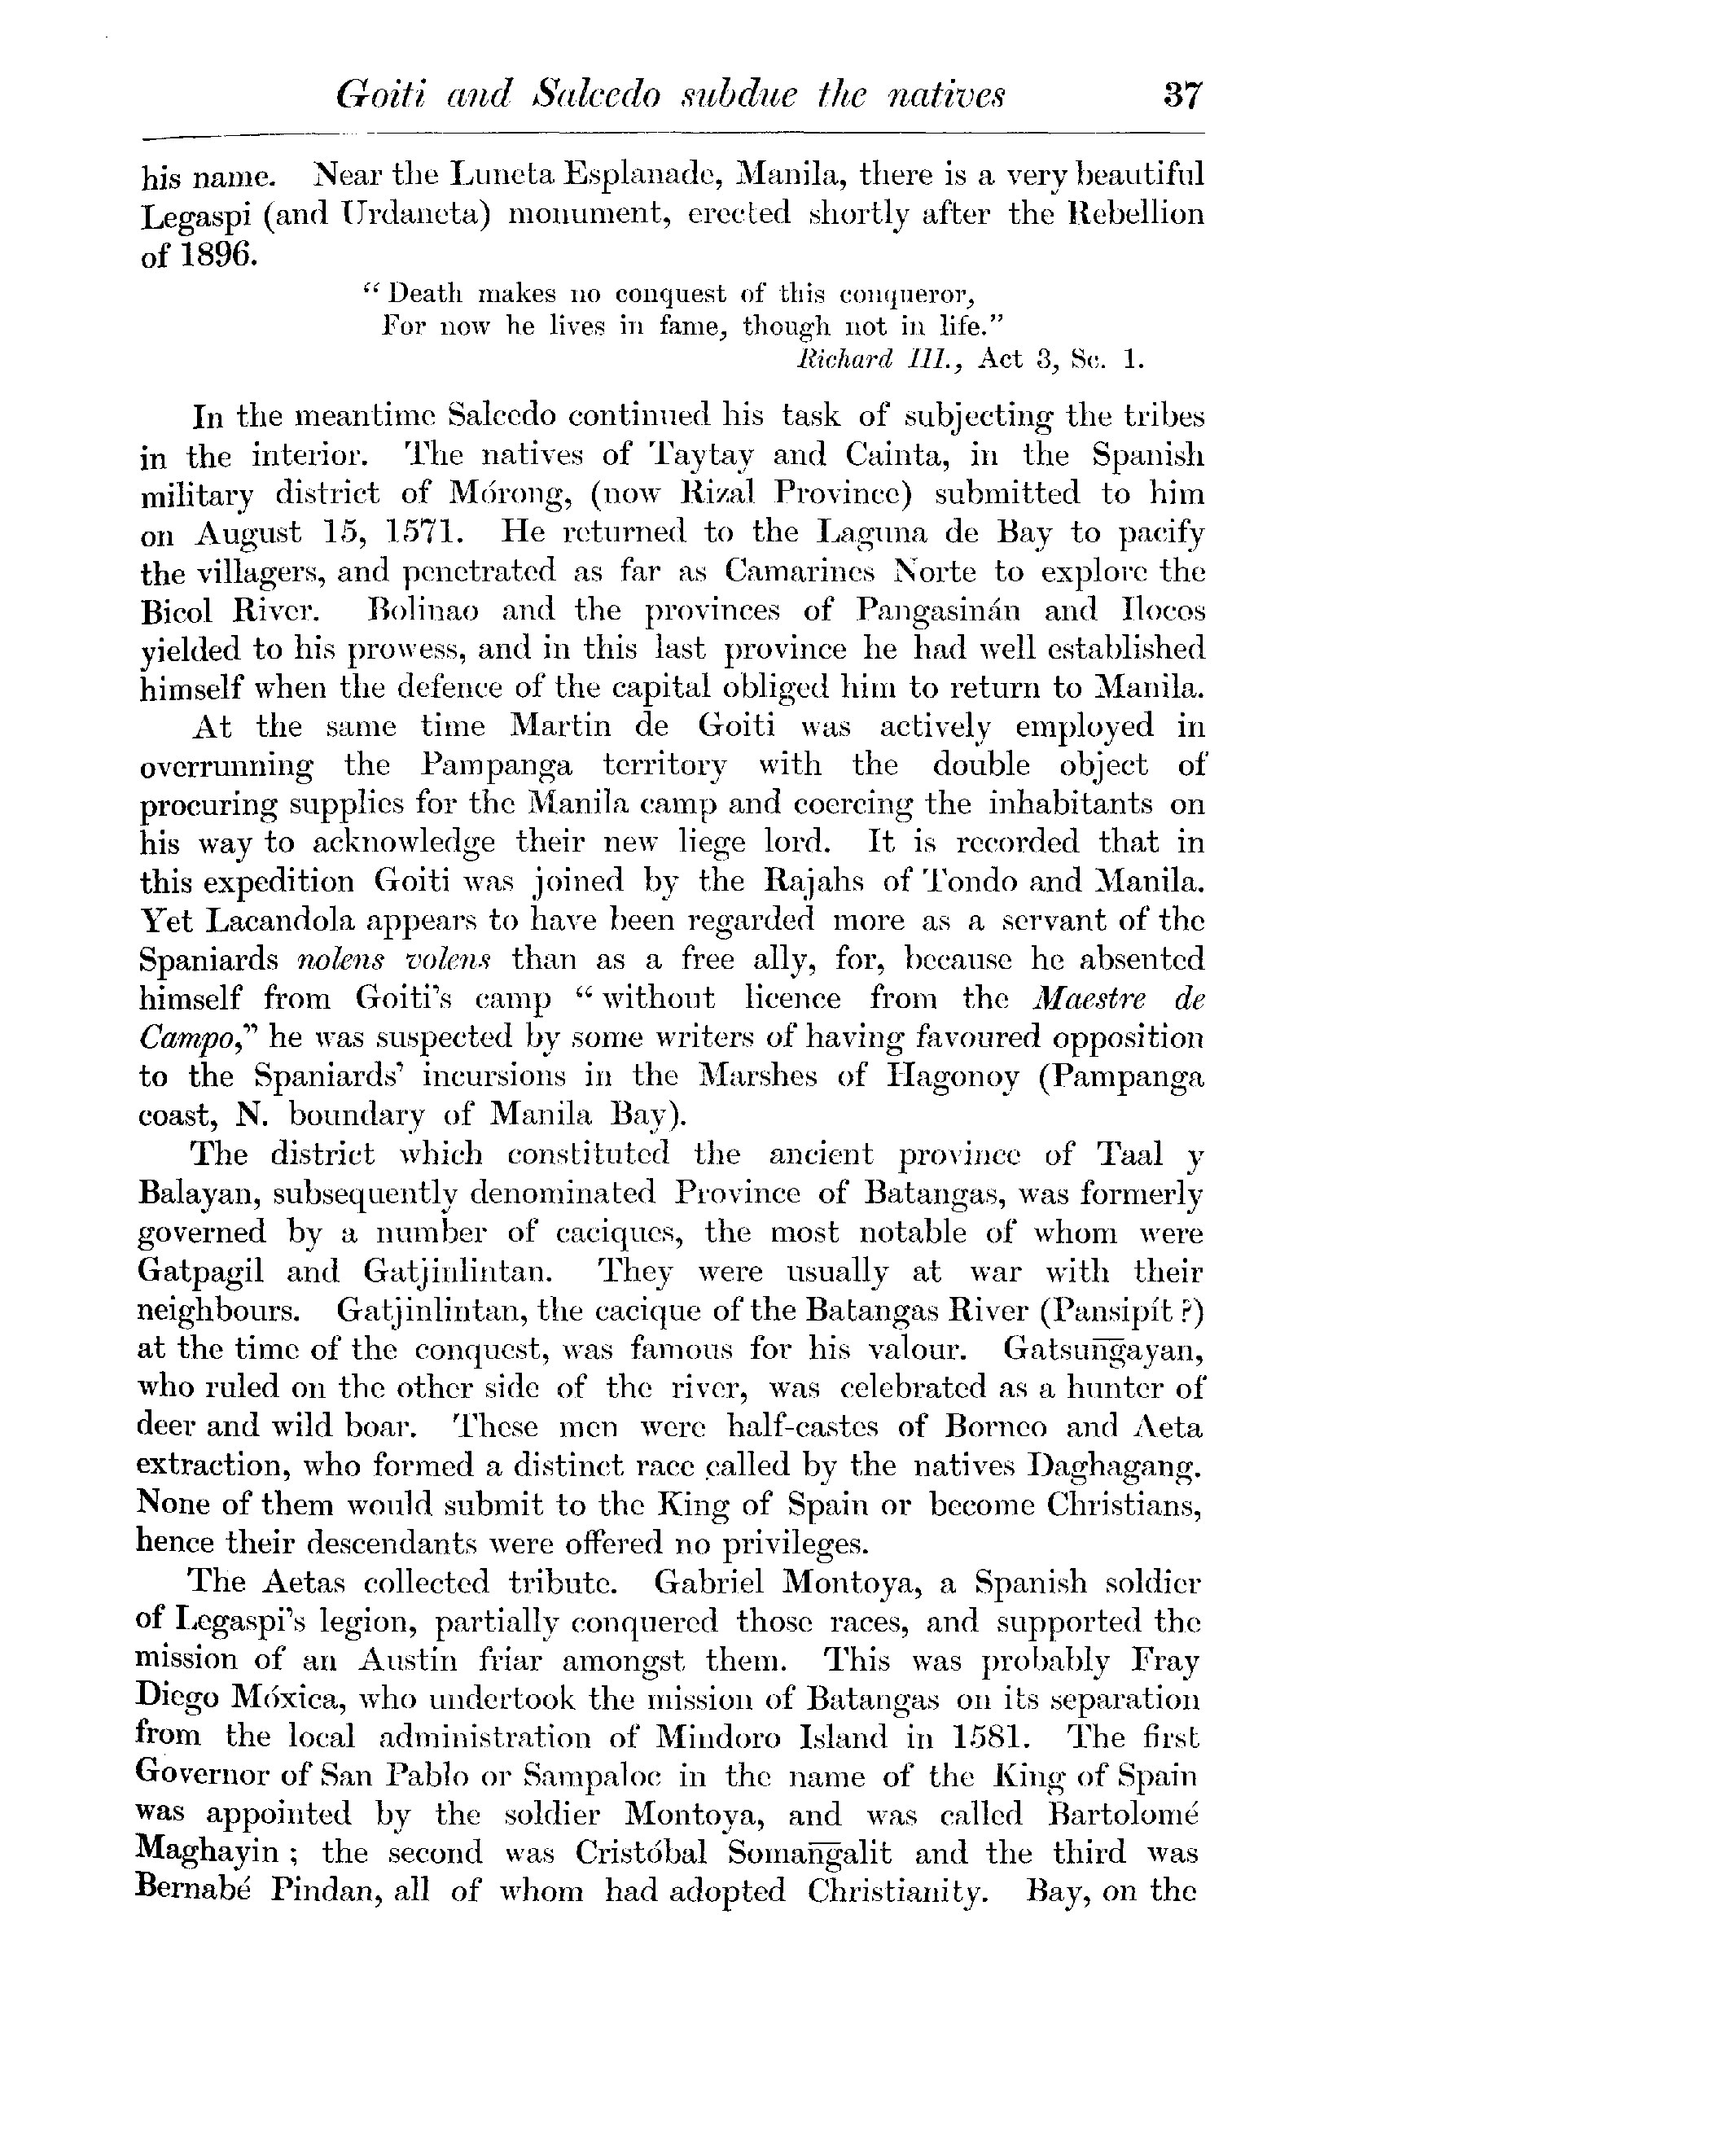 Goiti and Salcedo subdue the natives 37
his name. Near the Luneta Esplanade, Manila, there is a very beautiful
Legaspi (and Urdaneta) monument, erected shortly after the Rebellion
of 1896.
"Death makes no conquest of this conqueror,
For now he lives in fame, though not in life."
Richard III., Act 3, Sc. 1.
In the meantime Salcedo continued his task of subjecting the tribes
in the interior. The natives of Taytay and Cainta, in the Spanish
military district of Mórong, (now Rizal Province) submitted to him
on August 15, 1571. He returned to the Laguna de Bay to pacify
the villagers, and penetrated as far as Camarines Norte to explore the
Bicol River. Bolinao and the provinces of Pangasinán and Ilocos
yielded to his prowess, and in this last province he had well established
himself when the defence of the capital obliged him to return to Manila.
At the same time Martin de Goiti was actively employed in
overrunning the Pampanga territory with the double object of
procuring supplies for the Manila camp and coercing the inhabitants on
his way to acknowledge their new liege lord. It is recorded that in
this expedition Goiti was joined by the Rajahs of Tondo and Manila.
Yet Lacandola appears to have been regarded more as a servant of the
Spaniards nolens volens than as a free ally, for, because he absented
himself from Goiti's camp "without licence from the Maestre de
Campo," he was suspected by some writers of having favoured opposition
to the Spaniards' incursions in the Marshes of Hagonoy (Pampanga
coast, N. boundary of Manila Bay).
The district which constituted the ancient province of Taal y
Balayan, subsequently denominated Province of Batangas, was formerly
governed by a number of caciques, the most notable of whom were
Gatpagil and Gatjinlintan. They were usually at war with their
neighbours. Gatjinlintan, the cacique of the Batangas River (Pansipít?)
at the time of the conquest, was famous for his valour. Gatsun͠gayan,
who ruled on the other side of the river, was celebrated as a hunter of
deer and wild boar. These men were half-castes of Borneo and Aeta
extraction, who formed a distinct race called by the natives Daghagang.
None of them would submit to the King of Spain or become Christians,
hence their descendants were offered no privileges.
The Aetas collected tribute. Gabriel Montoya, a Spanish soldier
of Legaspi's legion, partially conquered those races, and supported the
mission of an Austin friar amongst them. This was probably Fray
Diego Móxica, who undertook the mission of Batangas on its separation
from the local administration of Mindoro Island in 1581. The first
Governor of San Pablo or Sampaloc in the name of the King of Spain
was appointed by the soldier Montoya, and was called Bartolomé
Maghayin; the second was Cristóbal Soman͠galit and the third was
Bernabé Pindan, all of whom had adopted Christianity. Bay, on the